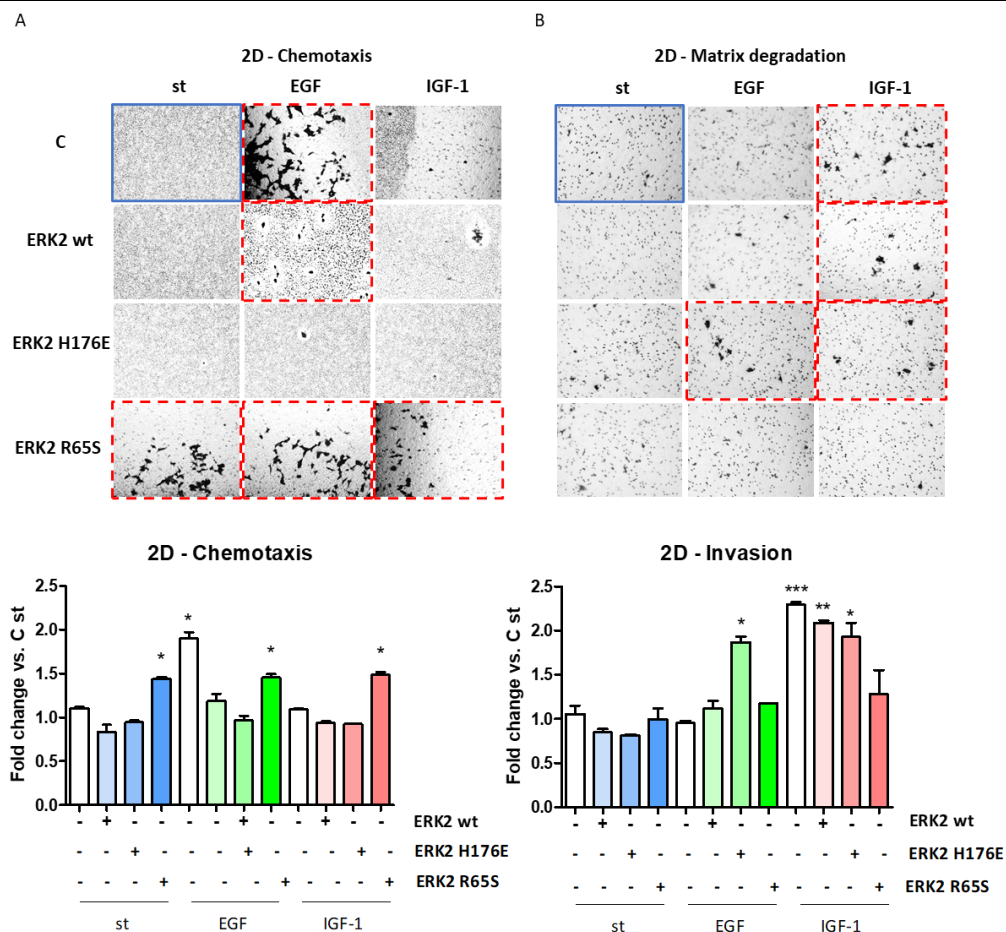 A
B
2D - Chemotaxis
st EGF IGF-1
C
ERK2 wt
ERK2 H176E
ERK2 R65S
2D - Matrix degradation
st EGF IGF-1
2D - Chemotaxis
Fold change vs. C st
2.5
2.0
1.5
1.0
0.5
0.0
* * * *
- + - - - - + - - + - - ERK2 wt
- - + - - - + - - - + - ERK2 H176E
- - - + - - - + - - - + ERK2 R65S
st EGF IGF-1
2D - Invasion
Fold change vs. C st
2.5
2.0
1.5
1.0
0.5
0.0
* *** ** *
- + - - - + - - - + - - ERK2 wt
- - + - - - + - - - + - ERK2 H176E
- - - + - - - + - - - + ERK2 R65S
st EGF IGF-1